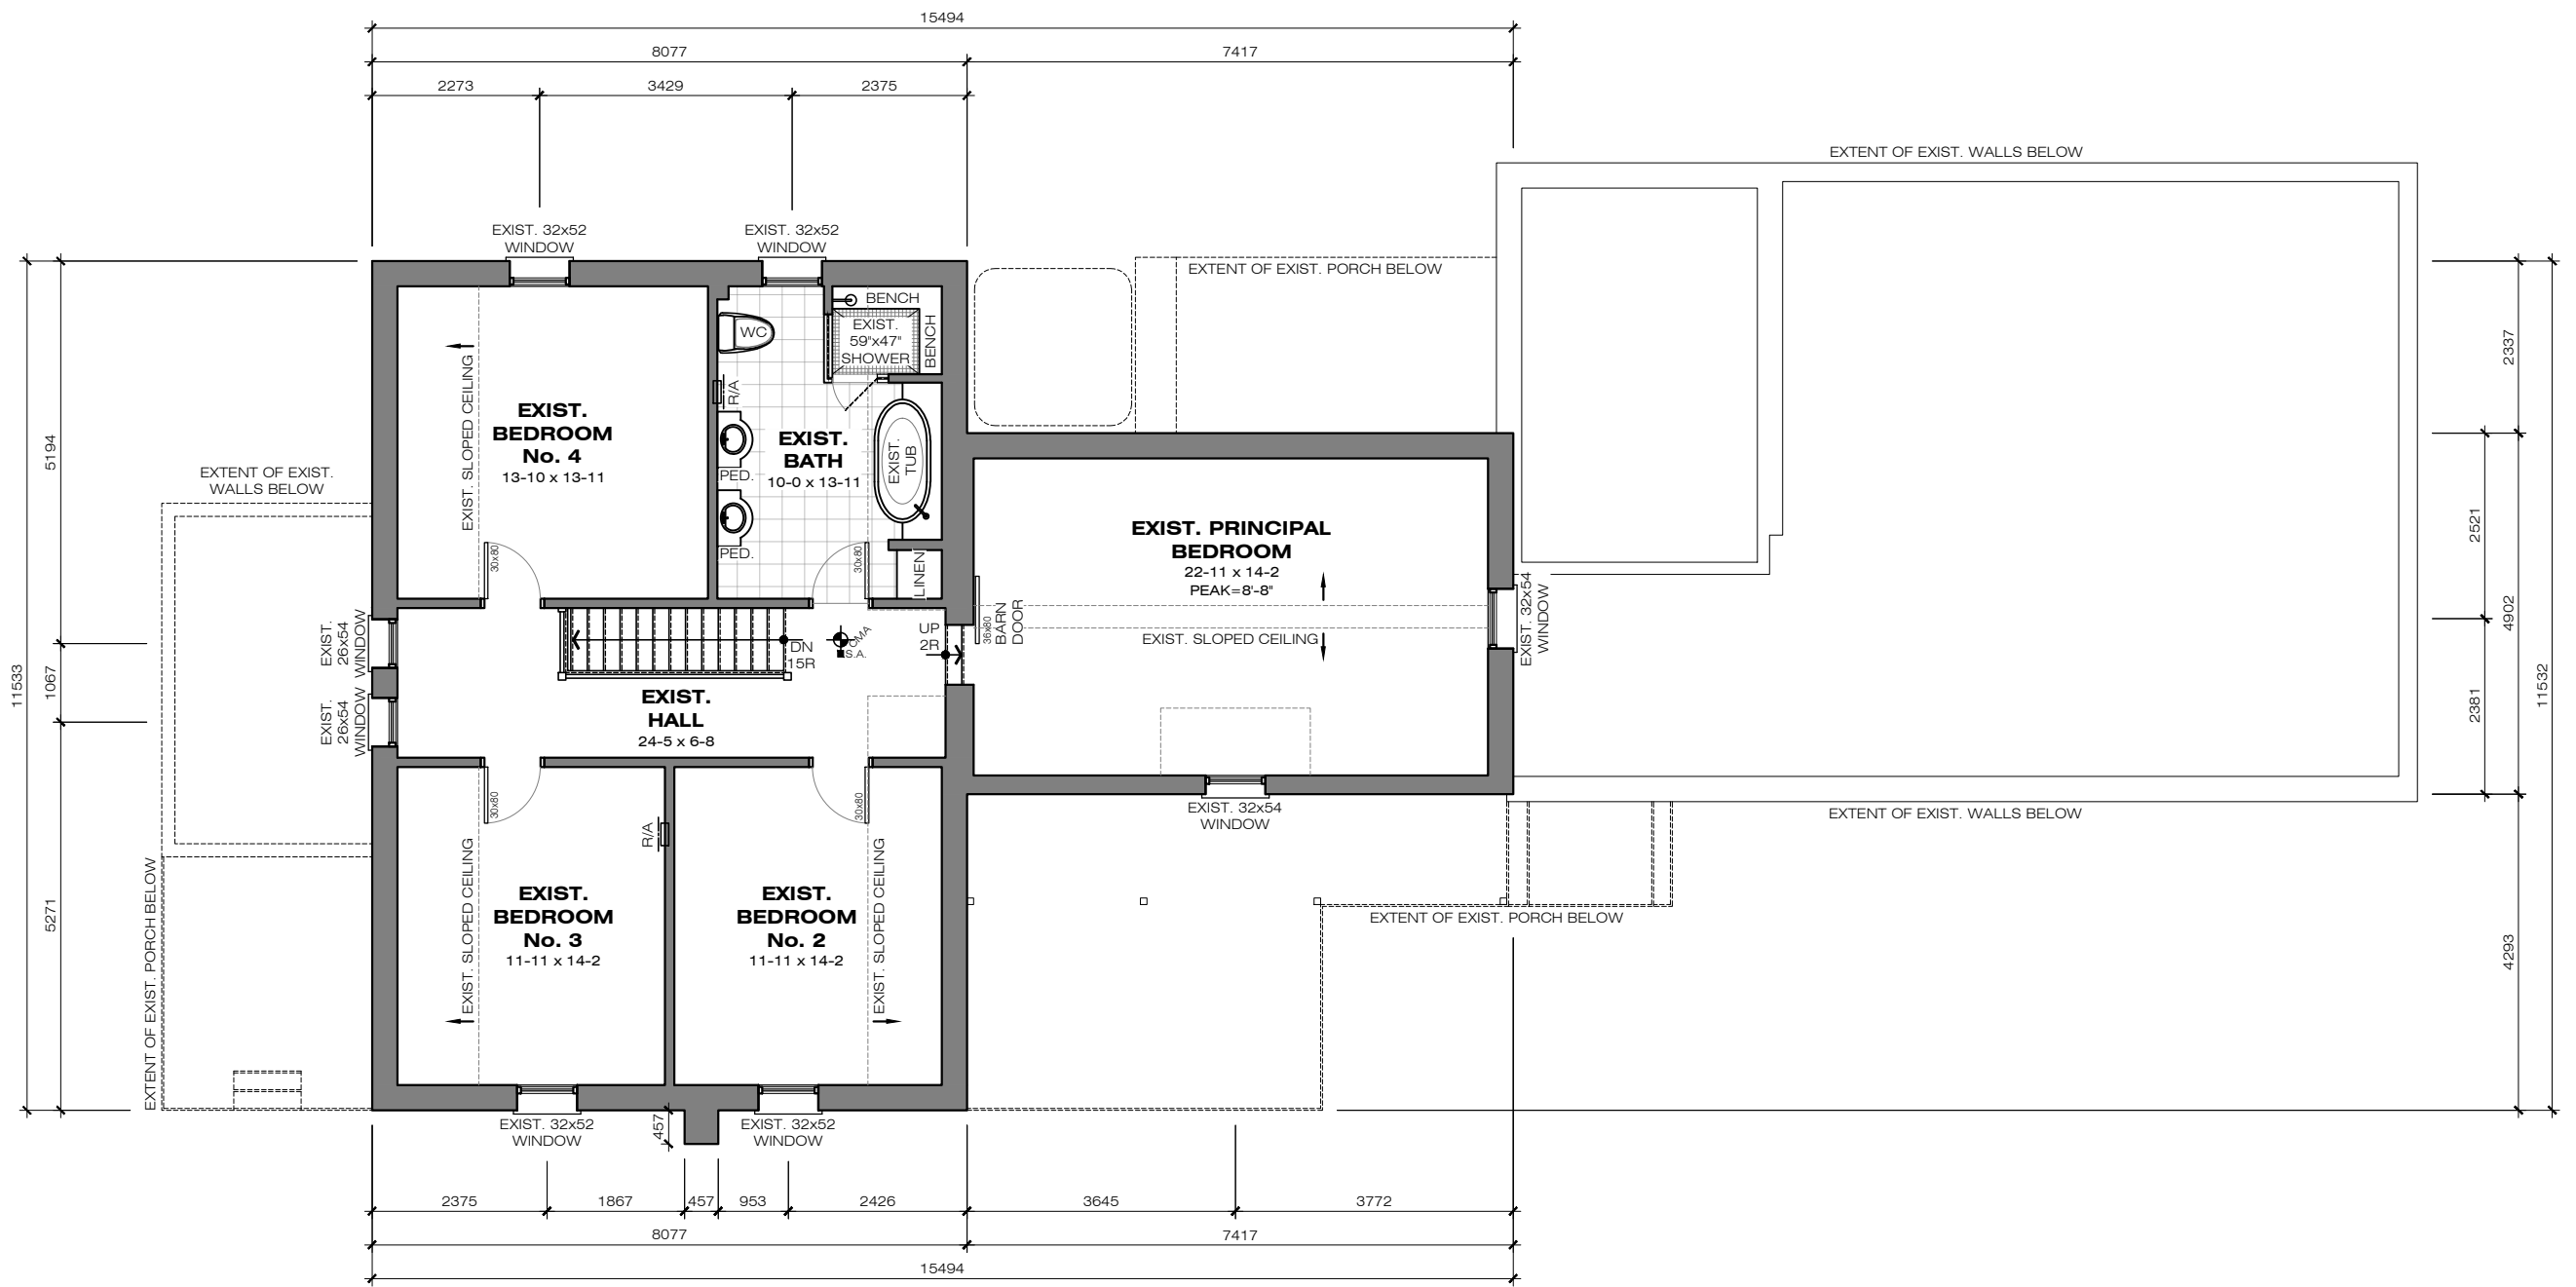 15494
8077
7417
2273
3429
2375
EXTENT OF EXIST. WALLS BELOW
EXIST. 32x52
WINDOW
EXIST. 32x52
WINDOW
EXTENT OF EXIST. PORCH BELOW
BENCH
EXIST.
59"x47"
SHOWER
BENCH
WC
R/A
EXIST. SLOPED CEILING
EXIST.
BEDROOM
No. 4
13-10 x 13-11
EXIST.
BATH
10-0 x 13-11
PED.
PED.
EXIST.
TUB
LINEN
30x80
30x80
EXTENT OF EXIST.
WALLS BELOW
5194
1067
5271
11533
EXIST.
26x54
WINDOW
EXIST.
26x54
WINDOW
DN
15R
CMA
S.A.
UP
2R
36x80
BARN
DOOR
EXIST. PRINCIPAL
BEDROOM
22-11 x 14-2
PEAK=8'-8"
EXIST. SLOPED CEILING
EXIST. 32x54
WINDOW
2337
2521
4902
2381
11532
4293
EXIST.
HALL
24-5 x 6-8
30x80
30x80
R/A
EXIST. 32x54
WINDOW
EXTENT OF EXIST. WALLS BELOW
EXTENT OF EXIST. PORCH BELOW
EXTENT OF EXIST. PORCH BELOW
EXIST. SLOPED CEILING
EXIST.
BEDROOM
No. 3
11-11 x 14-2
EXIST.
BEDROOM
No. 2
11-11 x 14-2
EXIST. SLOPED CEILING
EXIST. 32x52
WINDOW
457
EXIST. 32x52
WINDOW
2375
1867
457
953
2426
3645
3772
8077
7417
15494